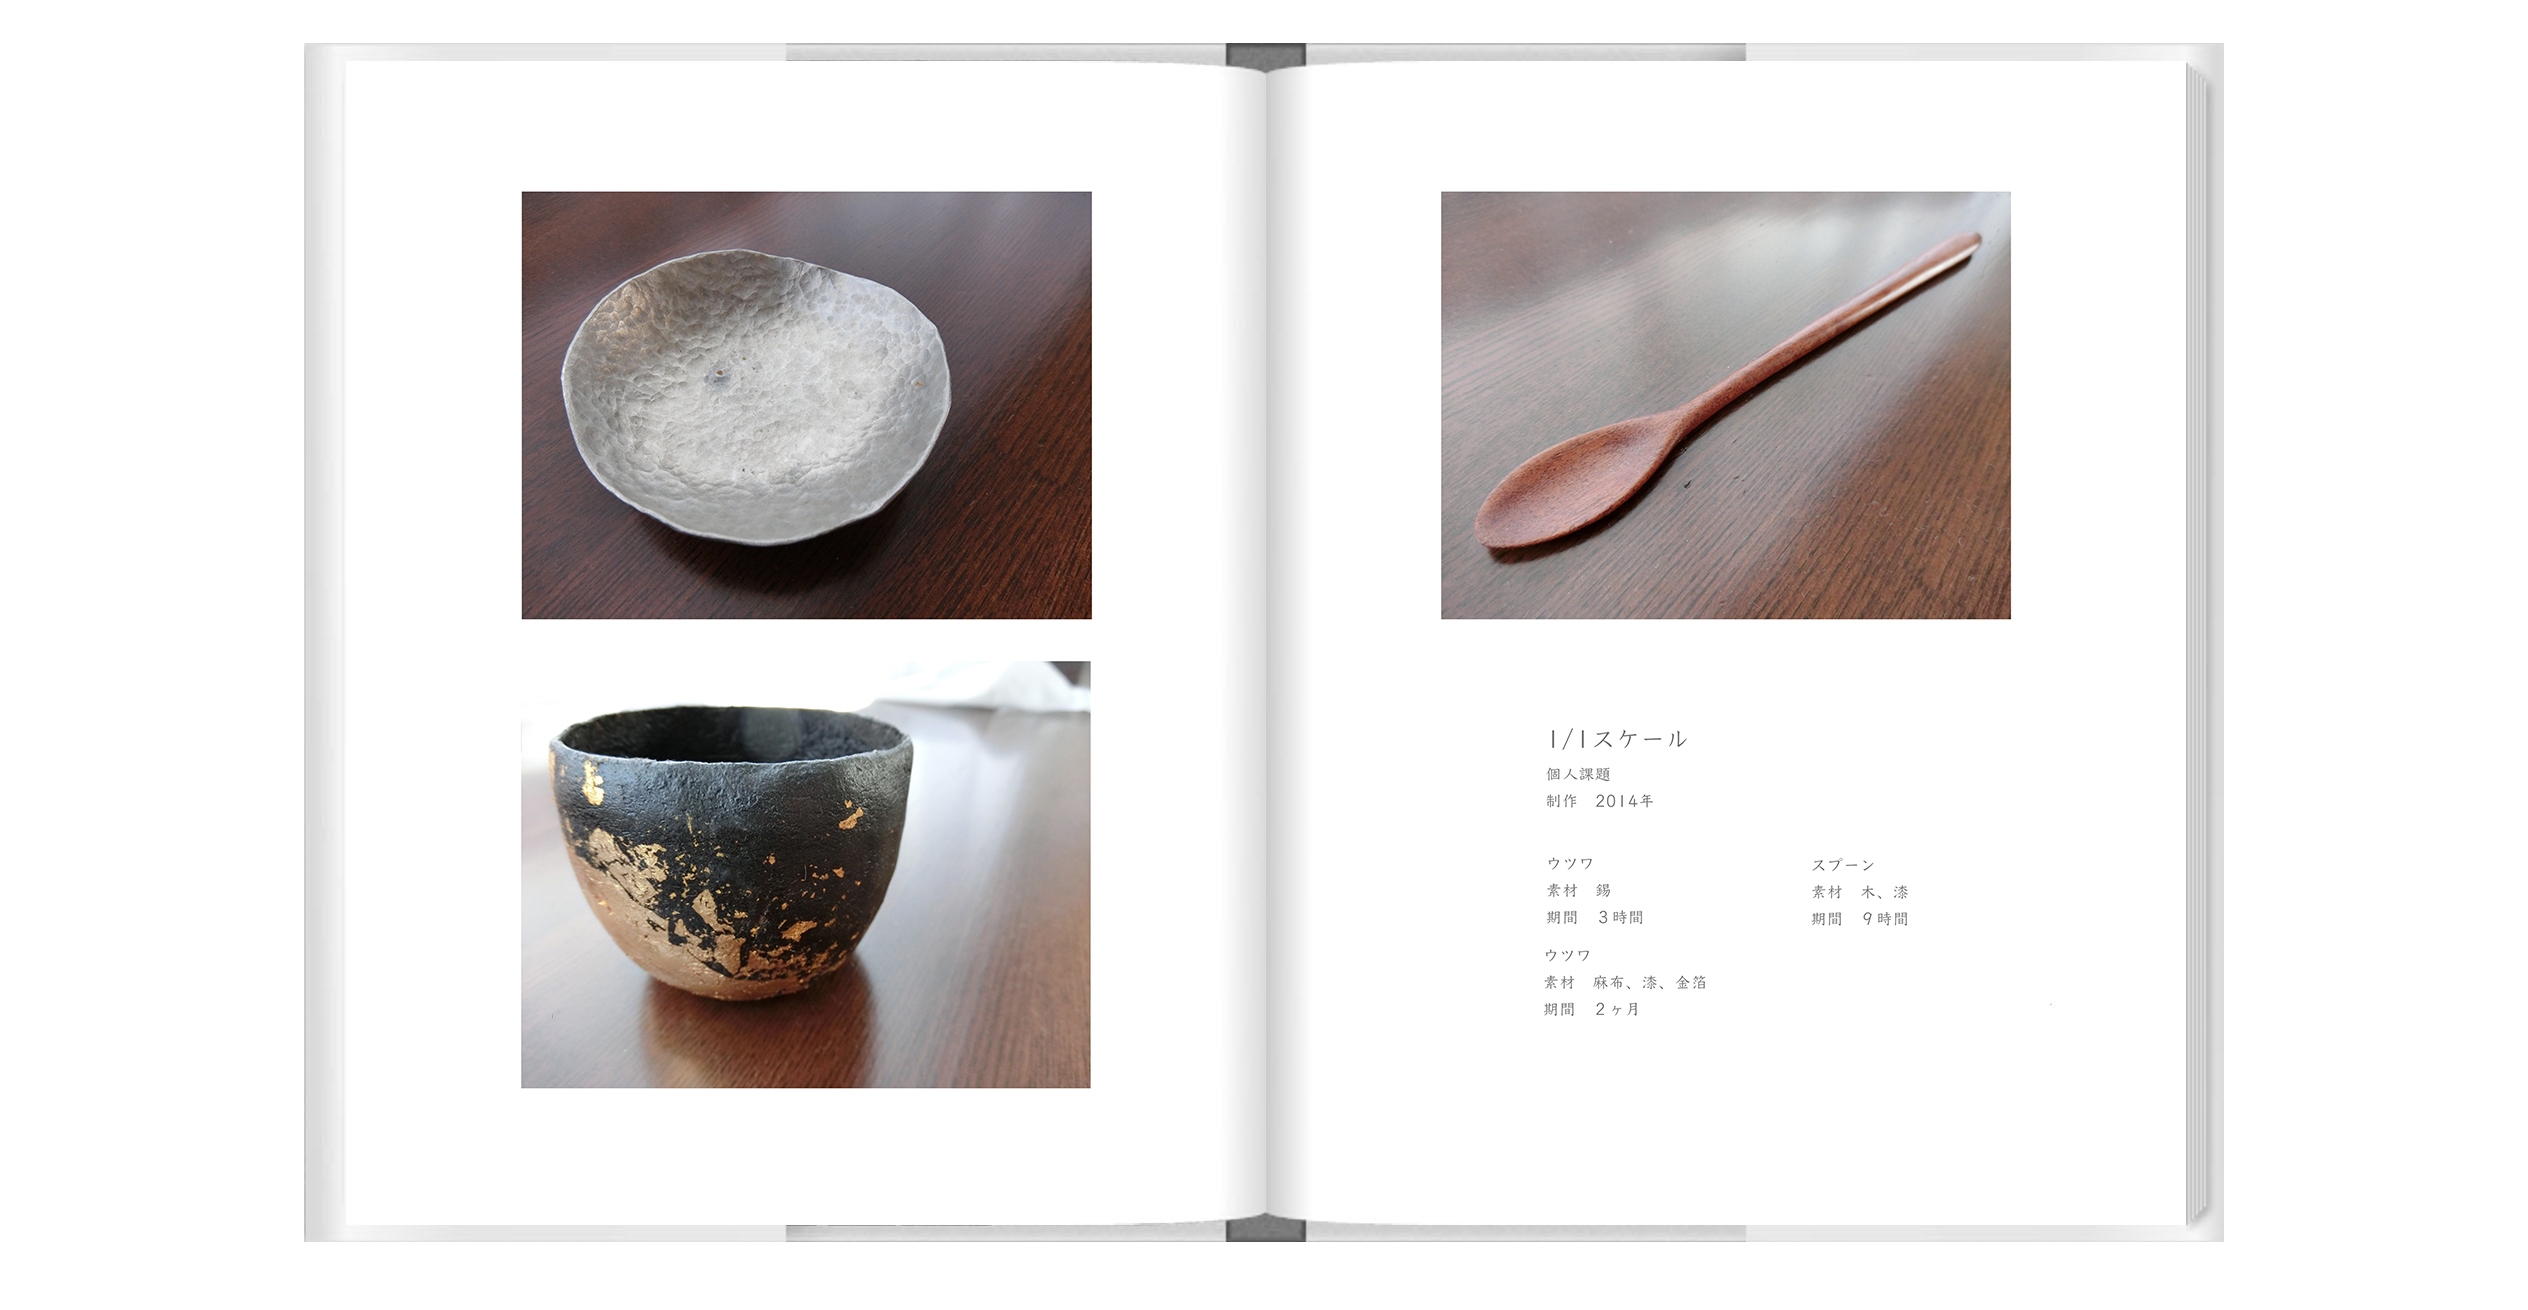 1/1スケール
個人課題
制作　2014年
ウツワ
素材　錫
期間　3時間
ウツワ
素材　麻布、漆、金箔
期間　2ヶ月
スプーン
素材　木、漆
期間　9時間